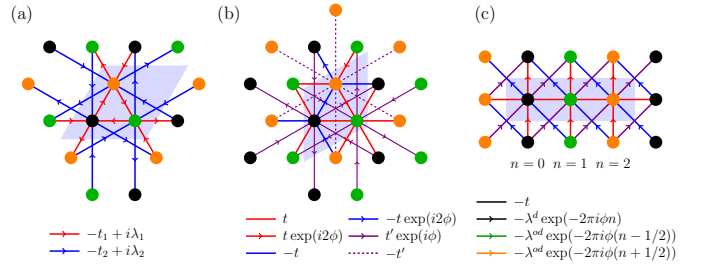 (a) (b) (c)
n = 0 n = 1 n = 2
−t₁ + iλ₁
−t₂ + iλ₂
t
t exp(i2ϕ)
−t
−t exp(i2ϕ)
t′ exp(iϕ)
−t′
−t
−λᵈ exp(−2πiϕn)
−λᵒᵈ exp(−2πiϕ(n − 1/2))
−λᵒᵈ exp(−2πiϕ(n + 1/2))